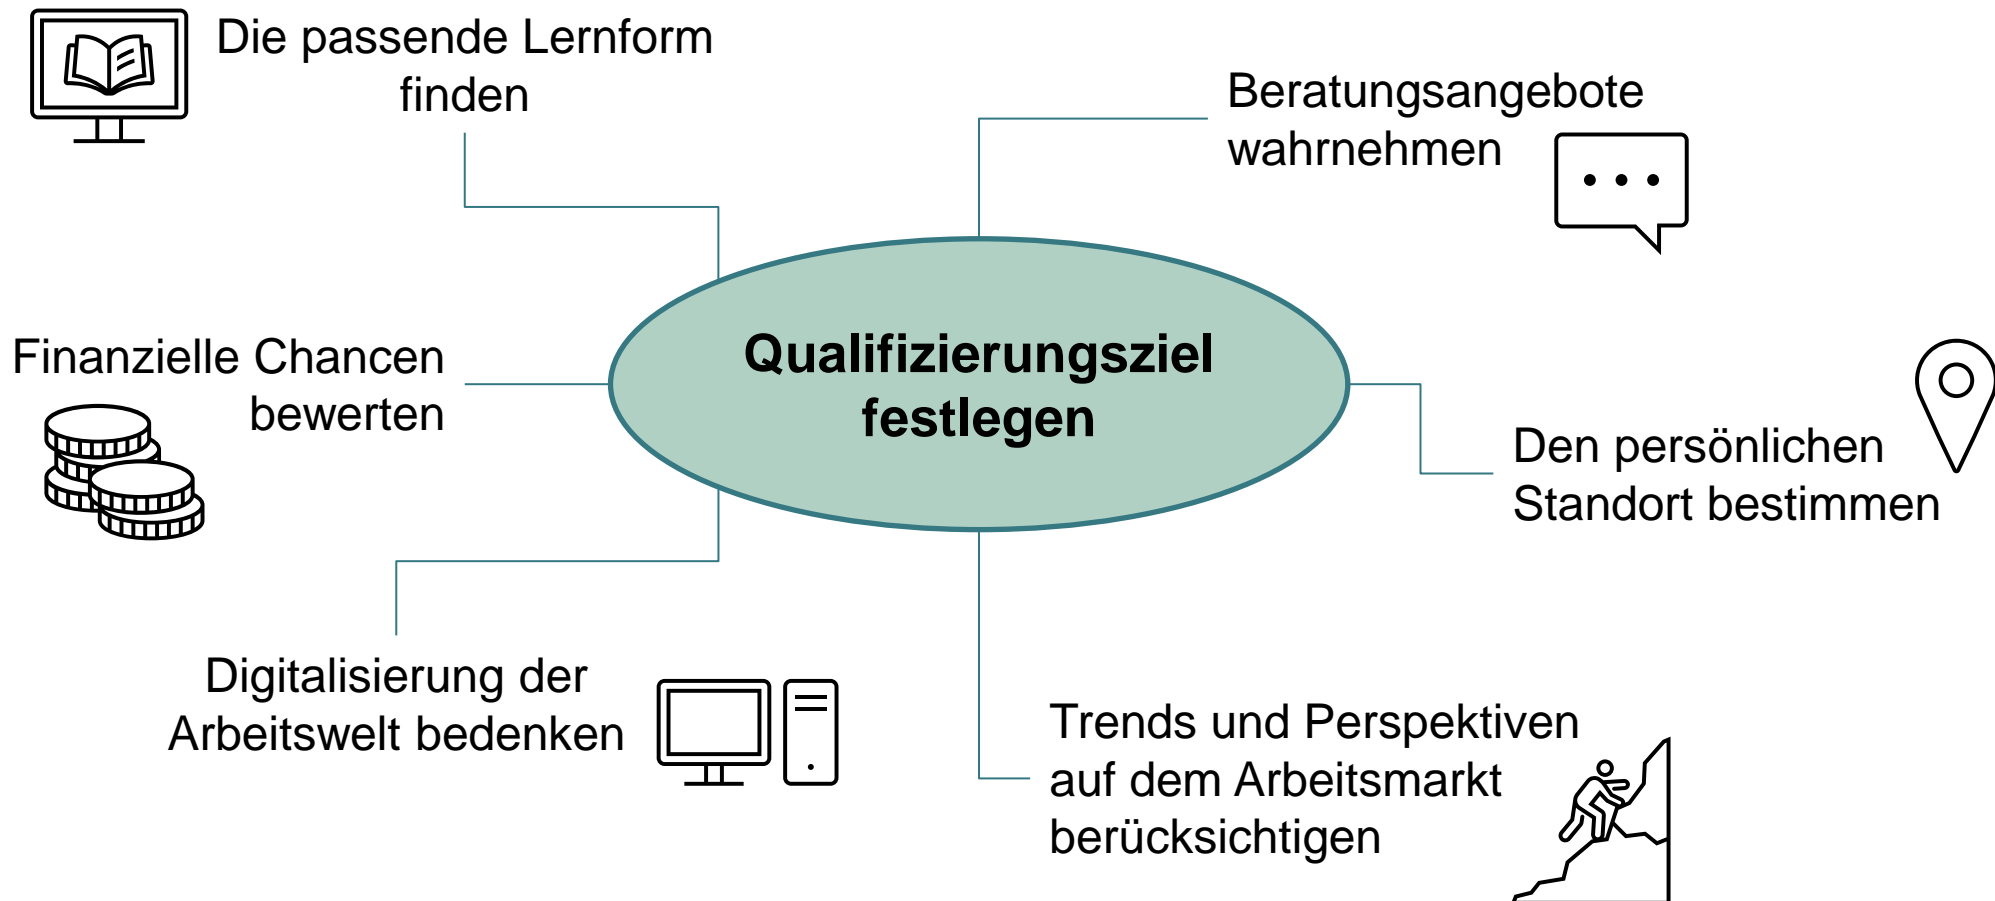 Die passende Lernform
finden
Beratungsangebote
wahrnehmen
Qualifizierungsziel
festlegen
Finanzielle Chancen
bewerten
Den persönlichen
Standort bestimmen
Digitalisierung der
Arbeitswelt bedenken
Trends und Perspektiven
auf dem Arbeitsmarkt
berücksichtigen